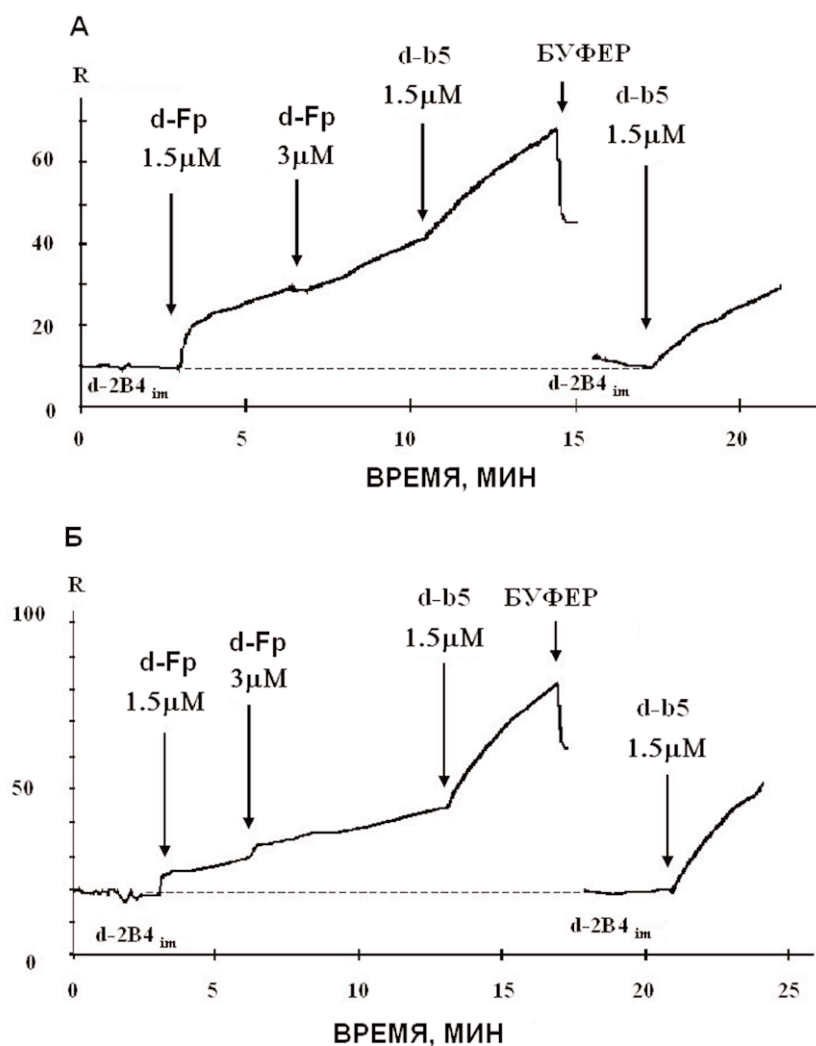 А
R
d-Fp
1.5µM
d-Fp
3µM
d-b5
1.5µM
БУФЕР
d-b5
1.5µM
60
40
20
0
d-2B4 im
d-2B4 im
0 5 10 15 20
ВРЕМЯ, МИН
Б
R
d-Fp
1.5µM
d-Fp
3µM
d-b5
1.5µM
БУФЕР
d-b5
1.5µM
100
50
0
d-2B4 im
d-2B4 im
0 5 10 15 20 25
ВРЕМЯ, МИН